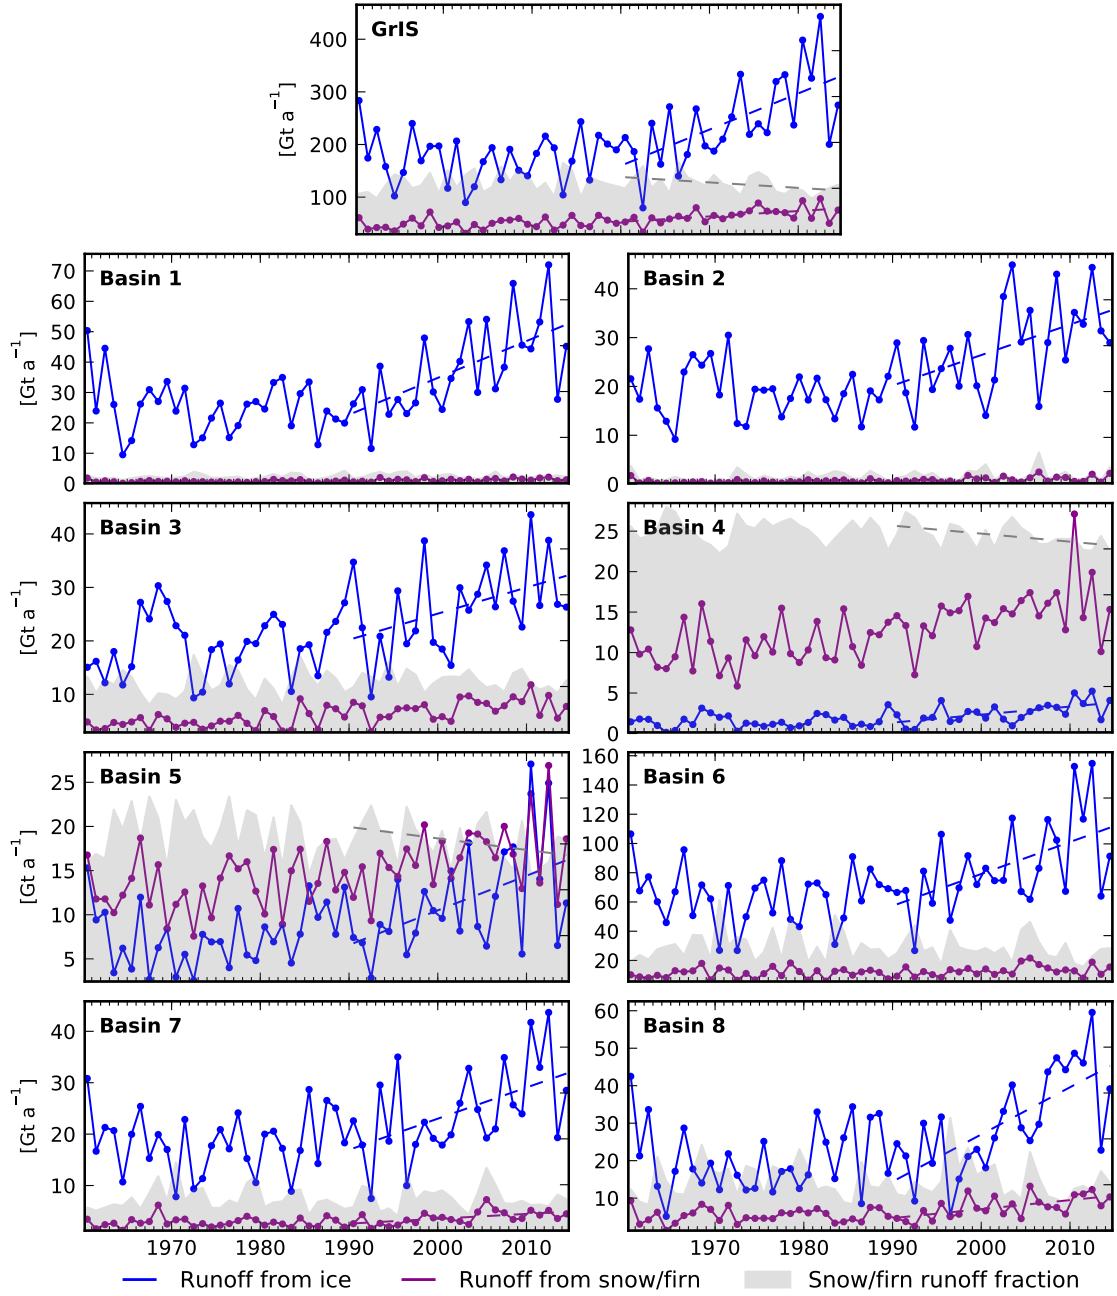 GrIS
400
300
200
100
[Gt a⁻¹]
Basin 1
70
60
50
40
30
20
10
0
[Gt a⁻¹]
Basin 2
40
30
20
10
0
Basin 3
40
30
20
10
[Gt a⁻¹]
Basin 4
25
20
15
10
5
0
Basin 5
25
20
15
10
5
[Gt a⁻¹]
Basin 6
160
140
120
100
80
60
40
20
Basin 7
40
30
20
10
[Gt a⁻¹]
Basin 8
60
50
40
30
20
10
1970 1980 1990 2000 2010
1970 1980 1990 2000 2010
Runoff from ice Runoff from snow/firn Snow/firn runoff fraction